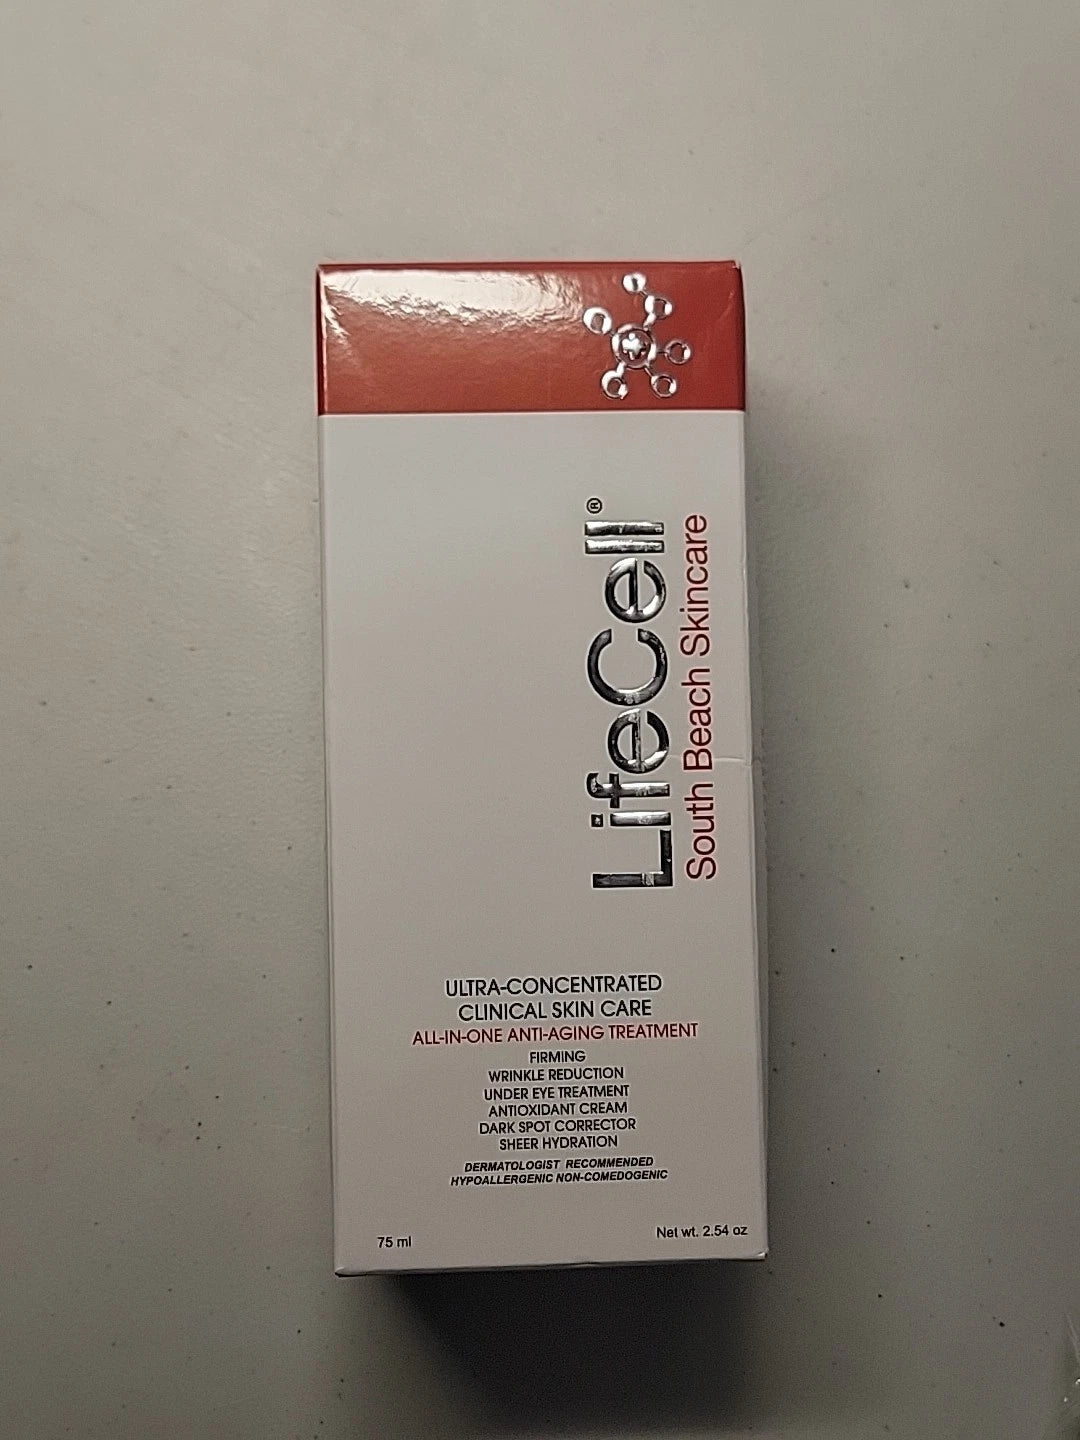 LifeCell®
South Beach Skincare
ULTRA-CONCENTRATED
CLINICAL SKIN CARE
ALL-IN-ONE ANTI-AGING TREATMENT
FIRMING
WRINKLE REDUCTION
UNDER EYE TREATMENT
ANTIOXIDANT CREAM
DARK SPOT CORRECTOR
SHEER HYDRATION
DERMATOLOGIST RECOMMENDED
HYPOALLERGENIC NON-COMEDOGENIC
75 ml Net wt. 2.54 oz